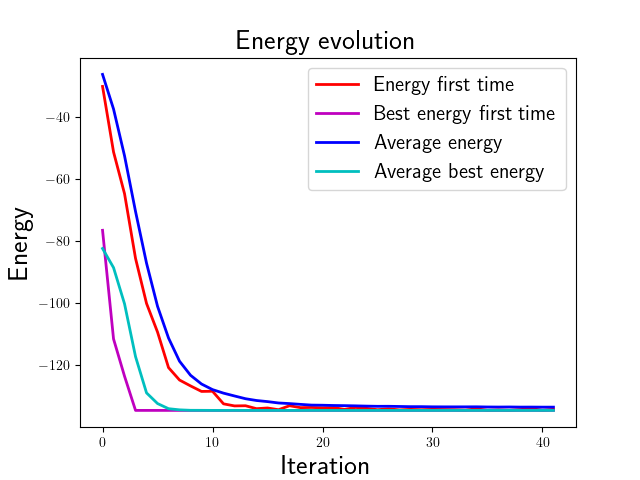 Energy evolution
Energy first time
Best energy first time
Average energy
Average best energy
Energy
−40
−60
−80
−100
−120
0 10 20 30 40
Iteration